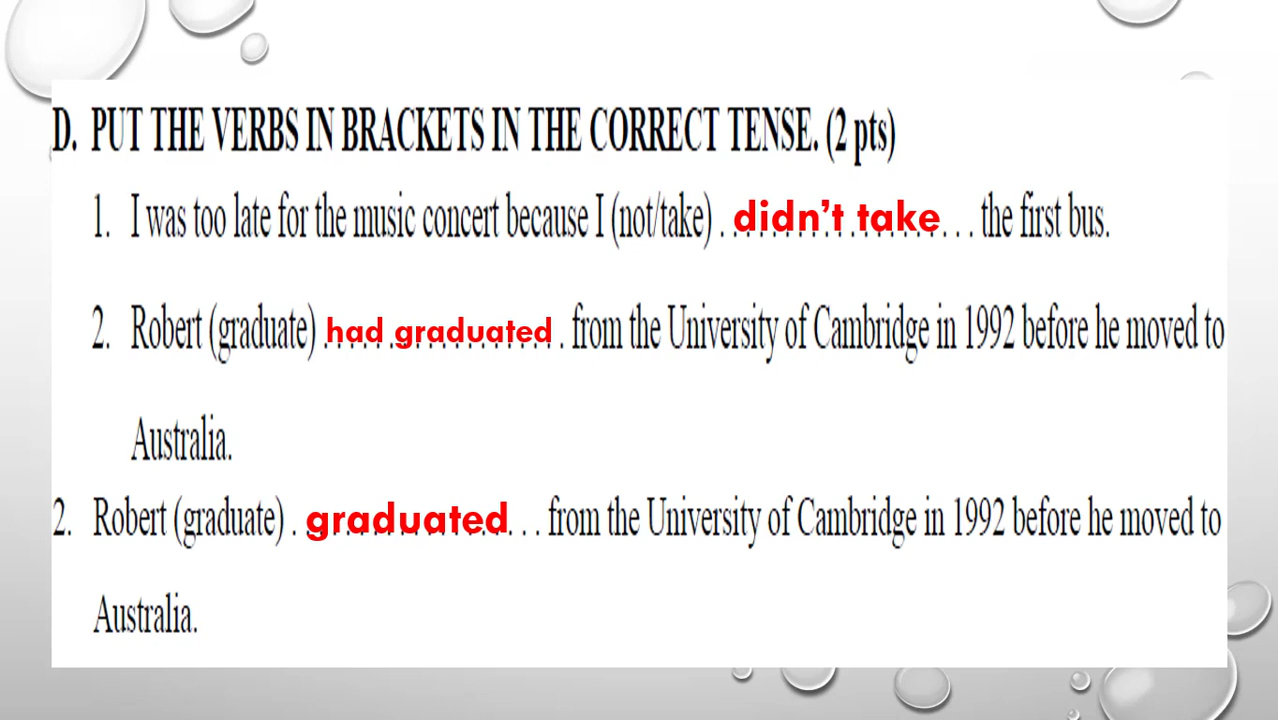 D. PUT THE VERBS IN BRACKETS IN THE CORRECT TENSE. (2 pts)
1. I was too late for the music concert because I (not/take) . didn't take . . . the first bus.
2. Robert (graduate) had graduated . from the University of Cambridge in 1992 before he moved to
Australia.
2. Robert (graduate) . graduated . . . from the University of Cambridge in 1992 before he moved to
Australia.